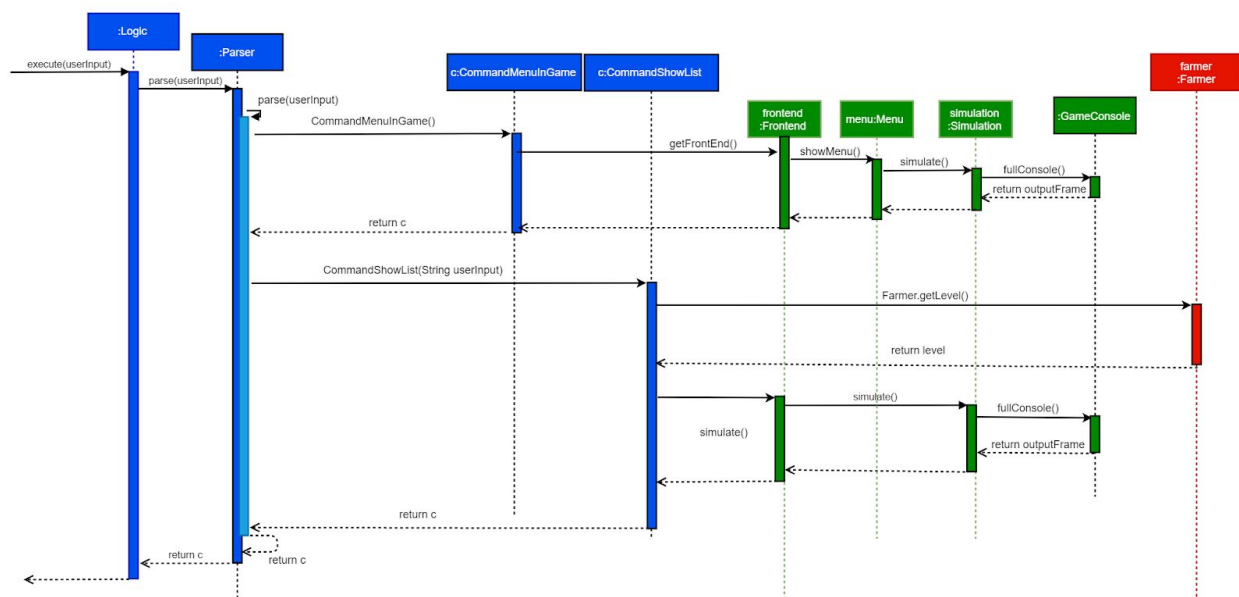 :Logic
:Parser
c:CommandMenuInGame
c:CommandShowList
farmer
:Farmer
execute(userInput)
parse(userInput)
parse(userInput)
frontend
:Frontend
menu:Menu
simulation
:Simulation
:GameConsole
CommandMenuInGame()
getFrontEnd()
showMenu()
simulate()
fullConsole()
return outputFrame
return c
CommandShowList(String userInput)
Farmer.getLevel()
return level
simulate()
simulate()
fullConsole()
return outputFrame
return c
return c
return c